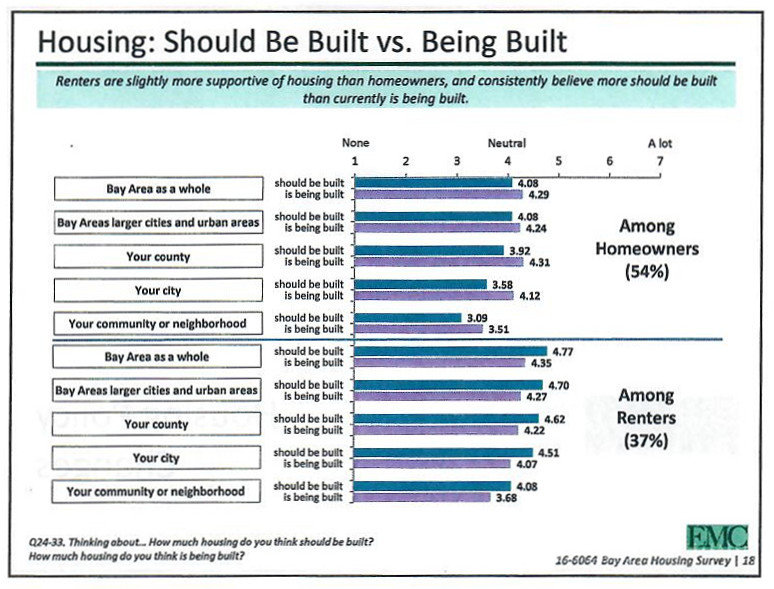 Housing: Should Be Built vs. Being Built
Renters are slightly more supportive of housing than homeowners, and consistently believe more should be built
than currently is being built.
None Neutral A lot
1 2 3 4 5 6 7
Bay Area as a whole should be built 4.08
is being built 4.29
Bay Areas larger cities and urban areas should be built 4.08
is being built 4.24
Your county should be built 3.92
is being built 4.31
Your city should be built 3.58
is being built 4.12
Your community or neighborhood should be built 3.09
is being built 3.51
Among
Homeowners
(54%)
Bay Area as a whole should be built 4.77
is being built 4.35
Bay Areas larger cities and urban areas should be built 4.70
is being built 4.27
Your county should be built 4.62
is being built 4.22
Your city should be built 4.51
is being built 4.07
Your community or neighborhood should be built 4.08
is being built 3.68
Among
Renters
(37%)
Q24-33. Thinking about... How much housing do you think should be built?
How much housing do you think is being built?
EMC
16-6064 Bay Area Housing Survey | 18